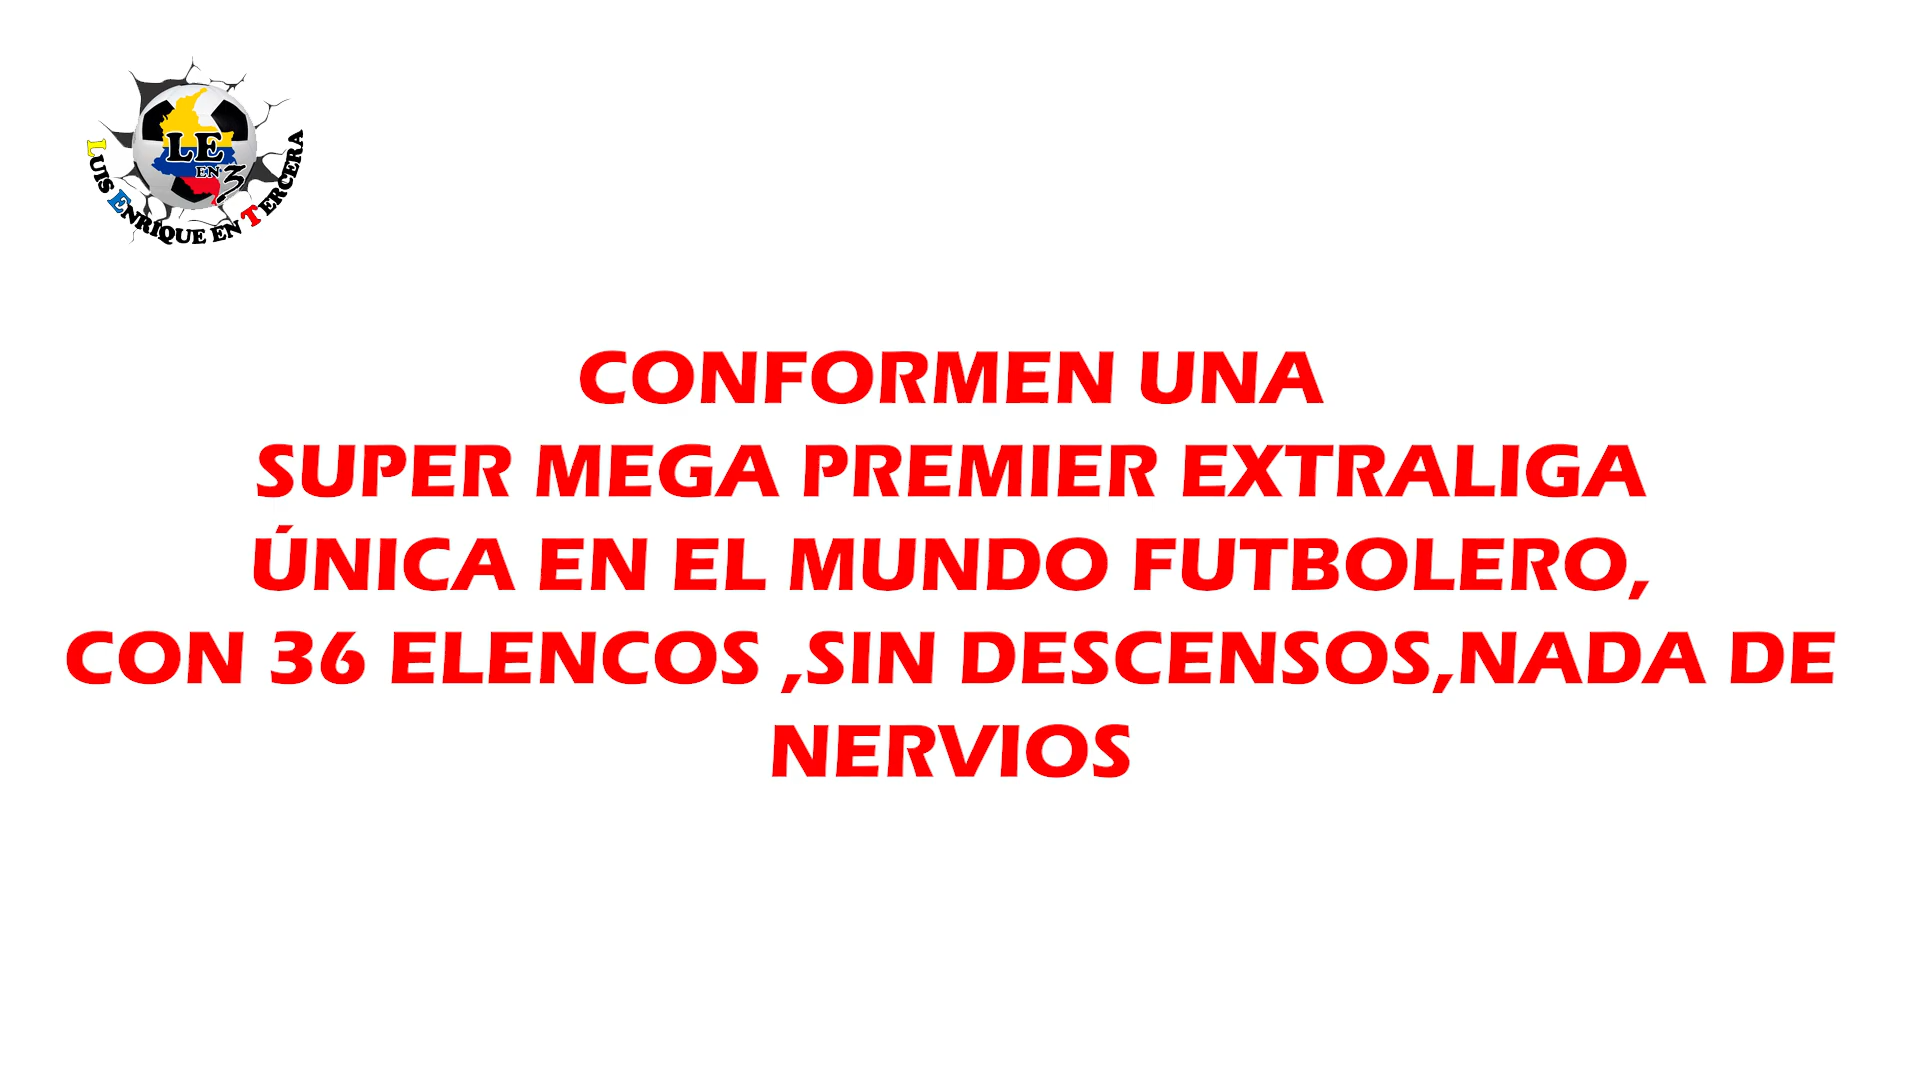 LE
EN 3
LUIS ENRIQUE EN TERCERA
CONFORMEN UNA
SUPER MEGA PREMIER EXTRALIGA
ÚNICA EN EL MUNDO FUTBOLERO,
CON 36 ELENCOS ,SIN DESCENSOS,NADA DE
NERVIOS